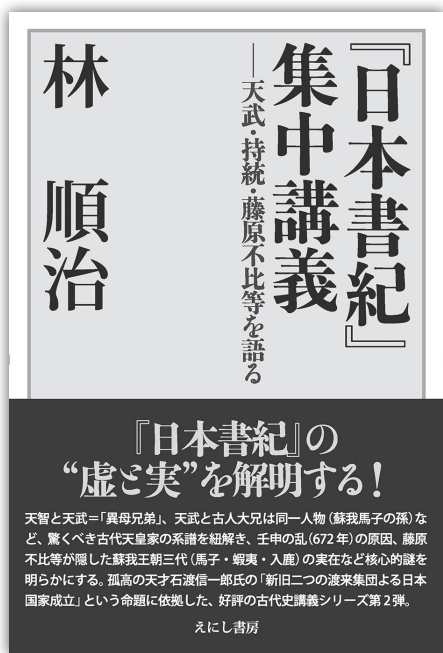 『日本書紀』
集中講義
──天武・持統・藤原不比等を語る
林　順治
『日本書紀』の
“虚と実”を解明する！
天智と天武＝「異母兄弟」、天武と古人大兄は同一人物（蘇我馬子の孫）な
ど、驚くべき古代天皇家の系譜を紐解き、壬申の乱（672年）の原因、藤原
不比等が隠した蘇我王朝三代（馬子・蝦夷・入鹿）の実在など核心的謎を
明らかにする。孤高の天才石渡信一郎氏の「新旧二つの渡来集団よる日本
国家成立」という命題に依拠した、好評の古代史講義シリーズ第2弾。
えにし書房